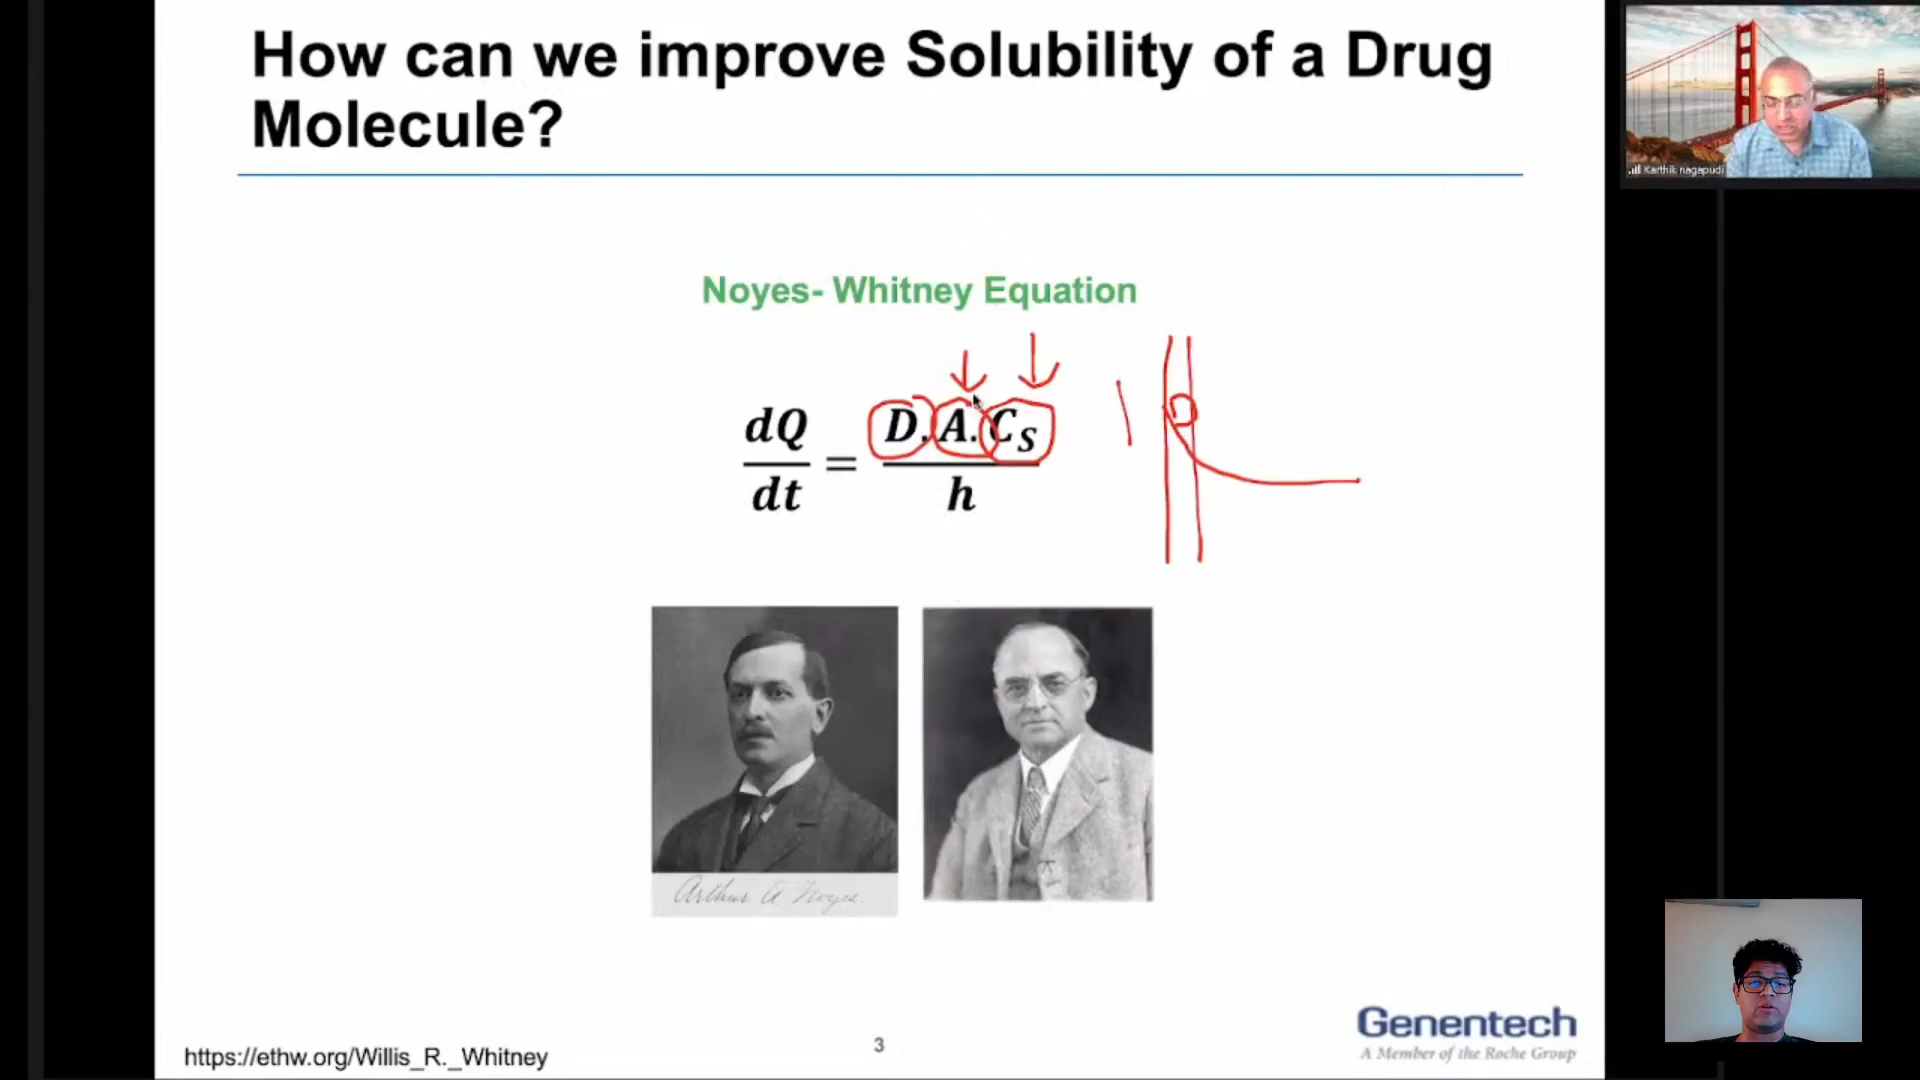 How can we improve Solubility of a Drug
Molecule?
Karthik nagapudi
Noyes- Whitney Equation
dQ/dt = D.A.C_S/h
D
Arthur A Noyes.
https://ethw.org/Willis_R._Whitney
3
Genentech
A Member of the Roche Group